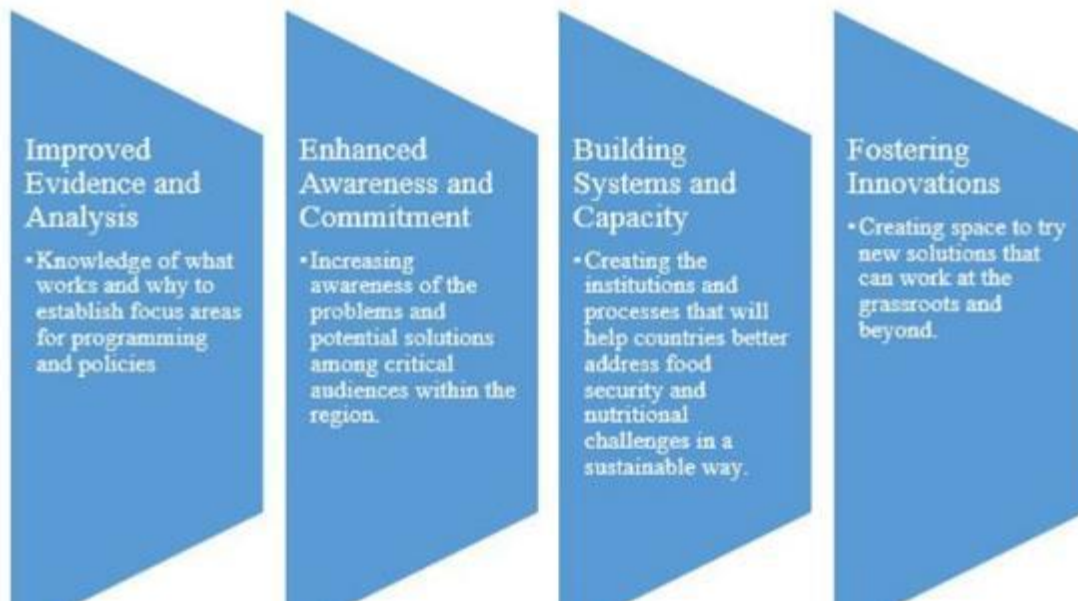 Improved
Evidence and
Analysis
•Knowledge of what
works and why to
establish focus areas
for programming
and policies
Enhanced
Awareness and
Commitment
•Increasing
awareness of the
problems and
potential solutions
among critical
audiences within the
region.
Building
Systems and
Capacity
•Creating the
institutions and
processes that will
help countries better
address food
security and
nutritional
challenges in a
sustainable way.
Fostering
Innovations
•Creating space to try
new solutions that
can work at the
grassroots and
beyond.